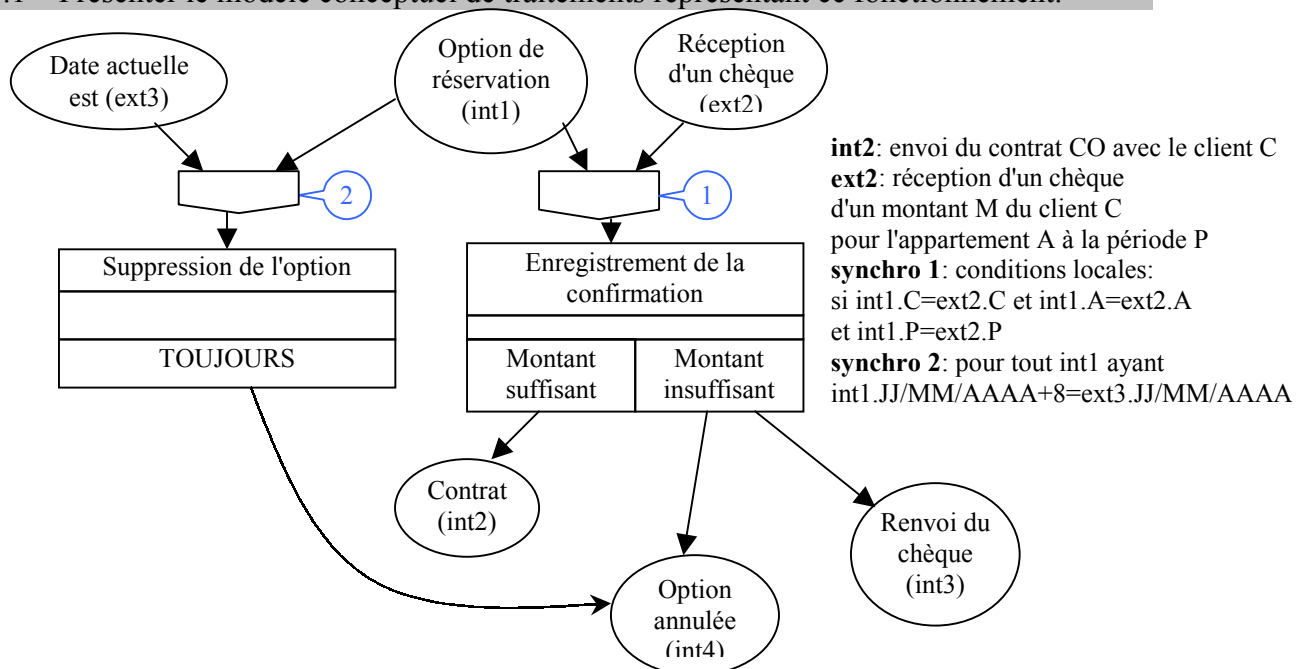 .1 Présenter le modèle conceptuel de traitements représentant ce fonctionnement.
Date actuelle
est (ext3)
Option de
réservation
(int1)
Réception
d'un chèque
(ext2)
int2: envoi du contrat CO avec le client C
ext2: réception d'un chèque
d'un montant M du client C
pour l'appartement A à la période P
synchro 1: conditions locales:
si int1.C=ext2.C et int1.A=ext2.A
et int1.P=ext2.P
synchro 2: pour tout int1 ayant
int1.JJ/MM/AAAA+8=ext3.JJ/MM/AAAA
2
1
Suppression de l'option
TOUJOURS
Enregistrement de la
confirmation
Montant
suffisant
Montant
insuffisant
Contrat
(int2)
Option
annulée
(int4)
Renvoi du
chèque
(int3)